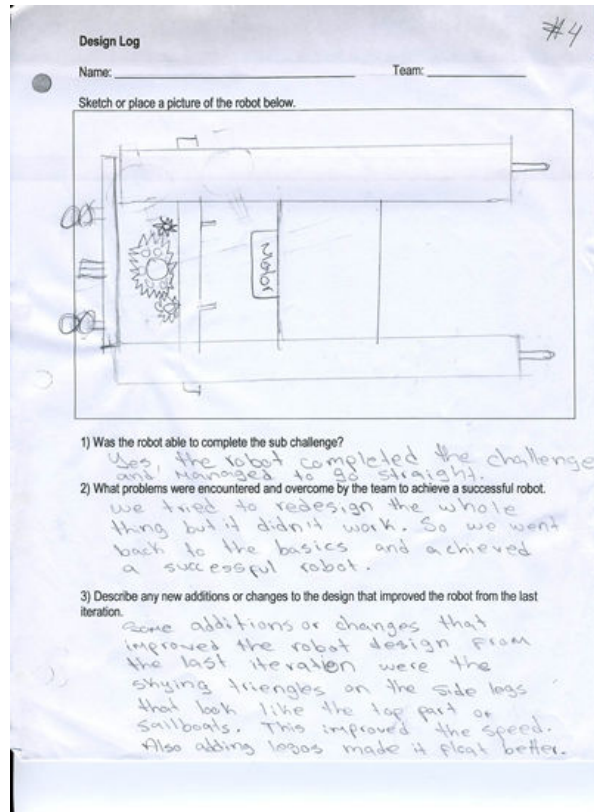 #4
Design Log
Name: Team:
Sketch or place a picture of the robot below.
Motor
1) Was the robot able to complete the sub challenge?
Yes, the robot completed the challenge
and managed to go straight.
2) What problems were encountered and overcome by the team to achieve a successful robot.
we tried to redesign the whole
thing but it didn't work. So we went
back to the basics and achieved
a successful robot.
3) Describe any new additions or changes to the design that improved the robot from the last
iteration.
Some additions or changes that
improved the robot design from
the last iteration were the
triengles on the side legs
that look like the top part of
sailboats. This improved the speed.
Also adding legos made it float better.